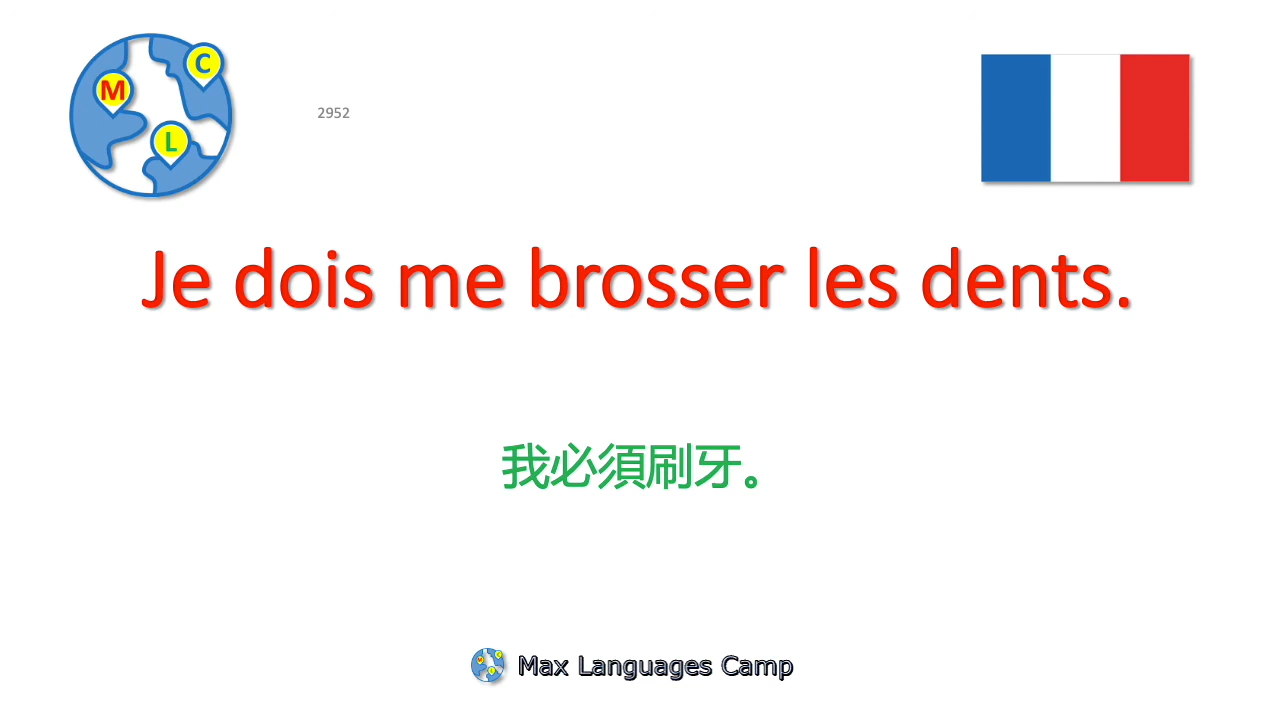 M
C
L
2952
Je dois me brosser les dents.
我必須刷牙。
Max Languages Camp